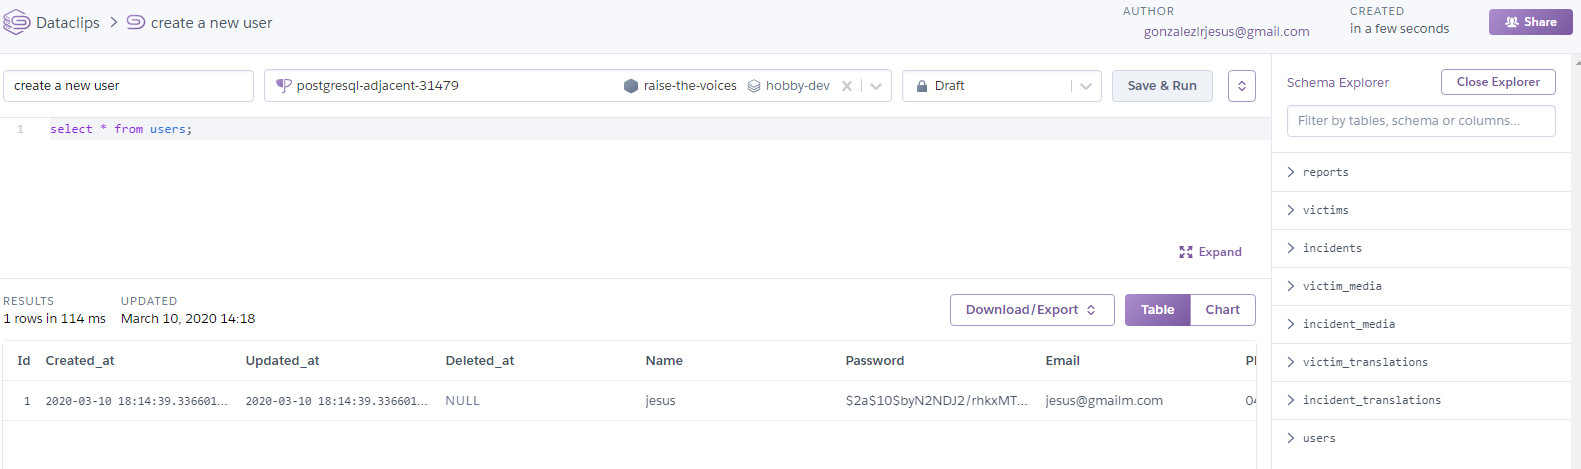 Dataclips > create a new user
AUTHOR
gonzalezlrjesus@gmail.com
CREATED
in a few seconds
Share
create a new user
postgresql-adjacent-31479
raise-the-voices
hobby-dev
Draft
Save & Run
1 select * from users;
Expand
Schema Explorer
Close Explorer
Filter by tables, schema or columns...
reports
victims
incidents
victim_media
incident_media
victim_translations
incident_translations
users
RESULTS
1 rows in 114 ms
UPDATED
March 10, 2020 14:18
Download/Export
Table
Chart
Id Created_at Updated_at Deleted_at Name Password Email
1 2020-03-10 18:14:39.336601... 2020-03-10 18:14:39.336601... NULL jesus $2a$10$byN2NDJ2/rhkxMT... jesus@gmailm.com